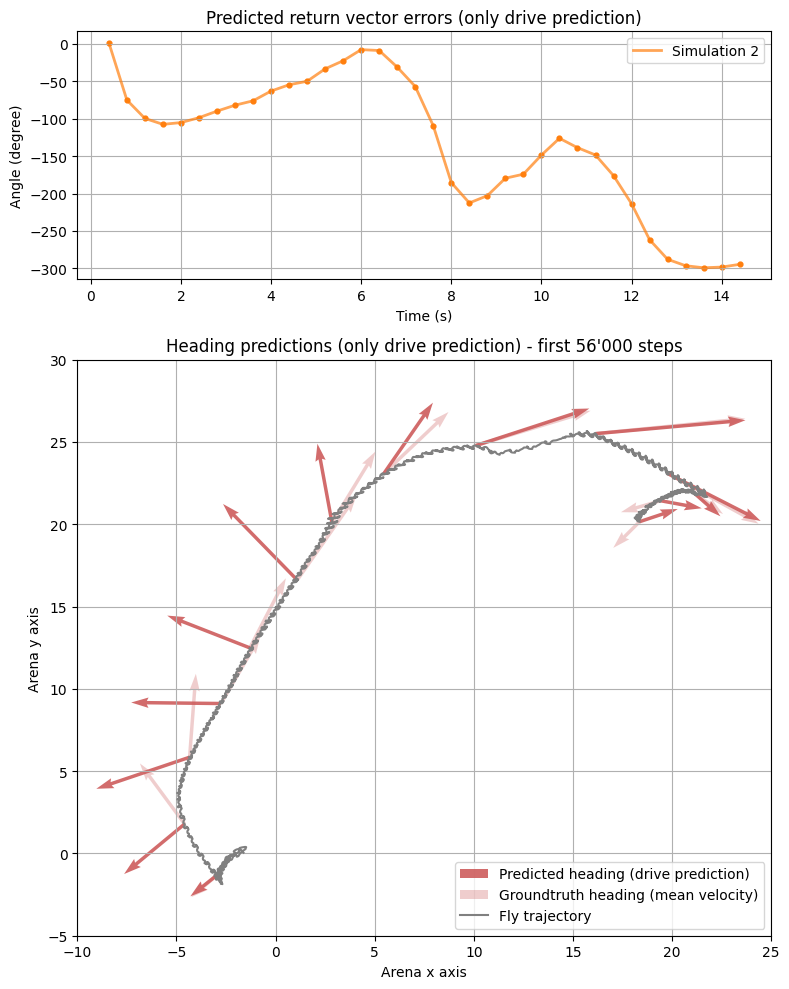 Predicted return vector errors (only drive prediction)
Simulation 2
0
−50
−100
−150
−200
−250
−300
Angle (degree)
0 2 4 6 8 10 12 14
Time (s)
Heading predictions (only drive prediction) - first 56'000 steps
30
25
20
15
10
5
0
−5
Arena y axis
Predicted heading (drive prediction)
Groundtruth heading (mean velocity)
Fly trajectory
−10 −5 0 5 10 15 20 25
Arena x axis